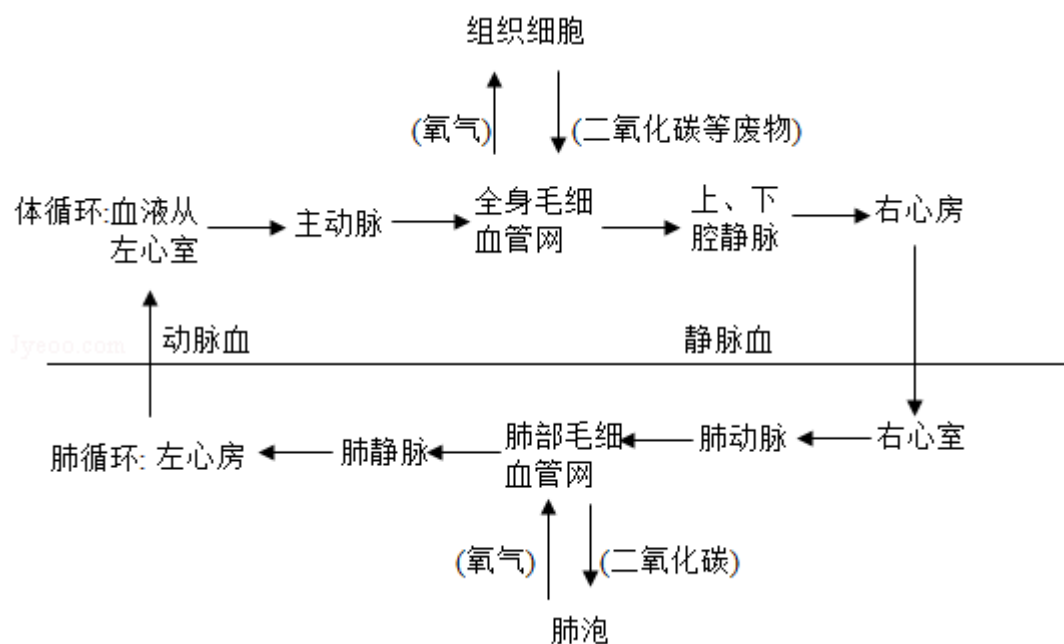 组织细胞
(氧气)
(二氧化碳等废物)
体循环:血液从
左心室
主动脉
全身毛细
血管网
上、下
腔静脉
右心房
Jyeoo.com
动脉血
静脉血
肺循环: 左心房
肺静脉
肺部毛细
血管网
肺动脉
右心室
(氧气)
(二氧化碳)
肺泡